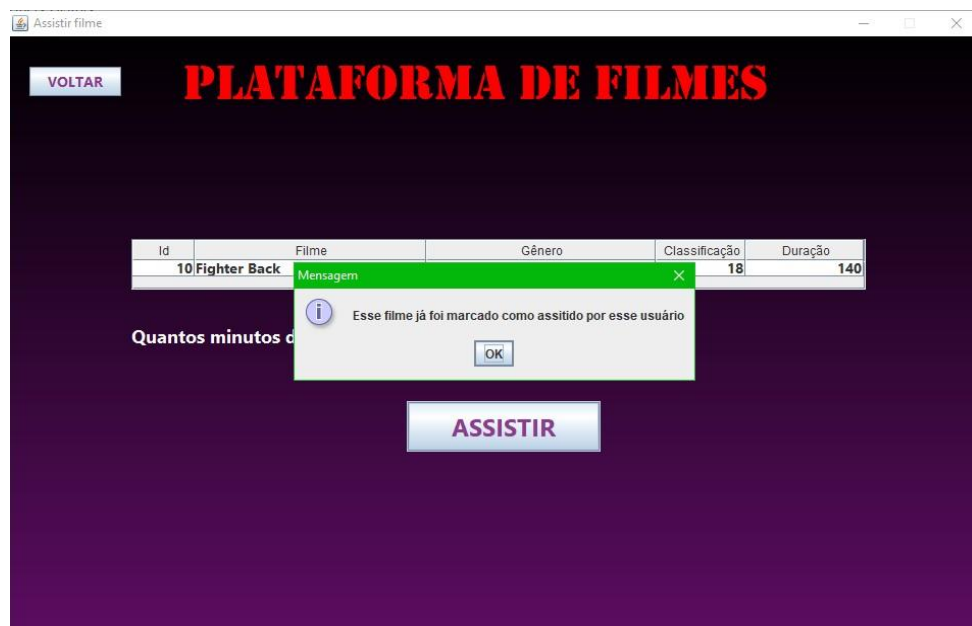 Assistir filme
VOLTAR
PLATAFORMA DE FILMES
Id Filme Gênero Classificação Duração
10 Fighter Back 18 140
Mensagem
Esse filme já foi marcado como assitido por esse usuário
OK
Quantos minutos d
ASSISTIR